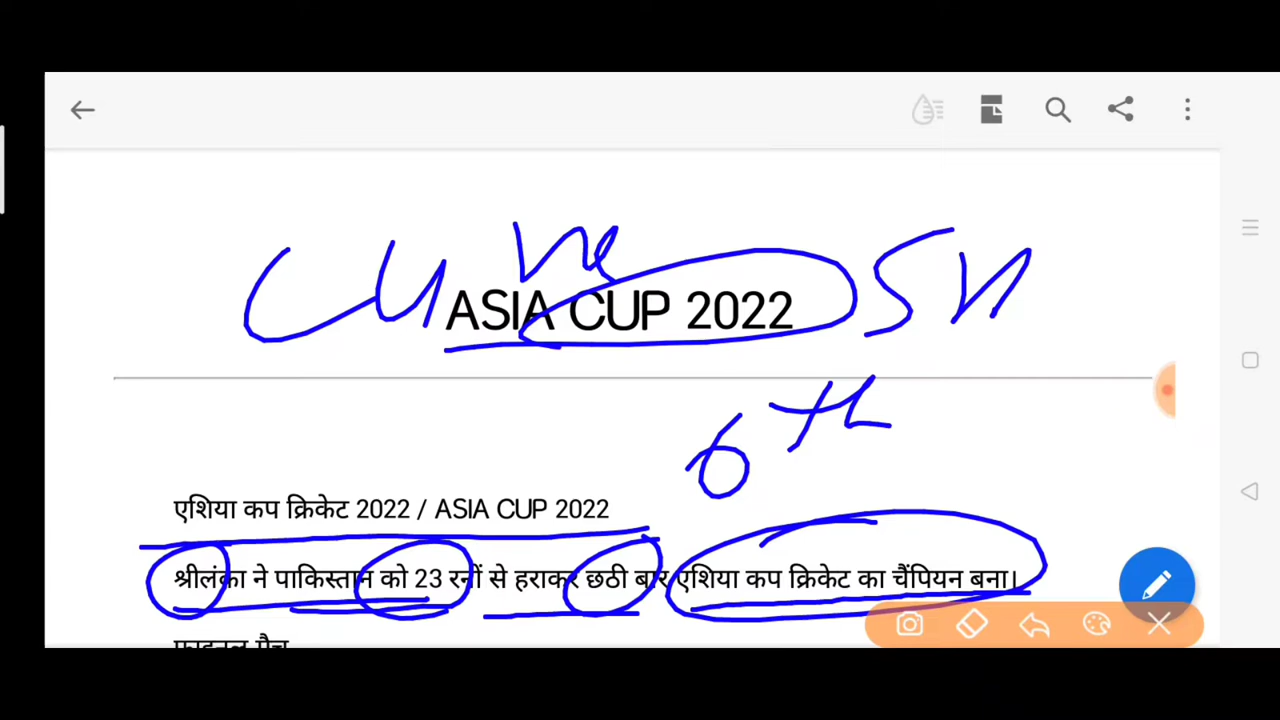 ASIA CUP 2022
6th
एशिया कप क्रिकेट 2022 / ASIA CUP 2022
श्रीलंका ने पाकिस्तान को 23 रनों से हराकर छठी बार एशिया कप क्रिकेट का चैंपियन बना।
फाइनल मैच